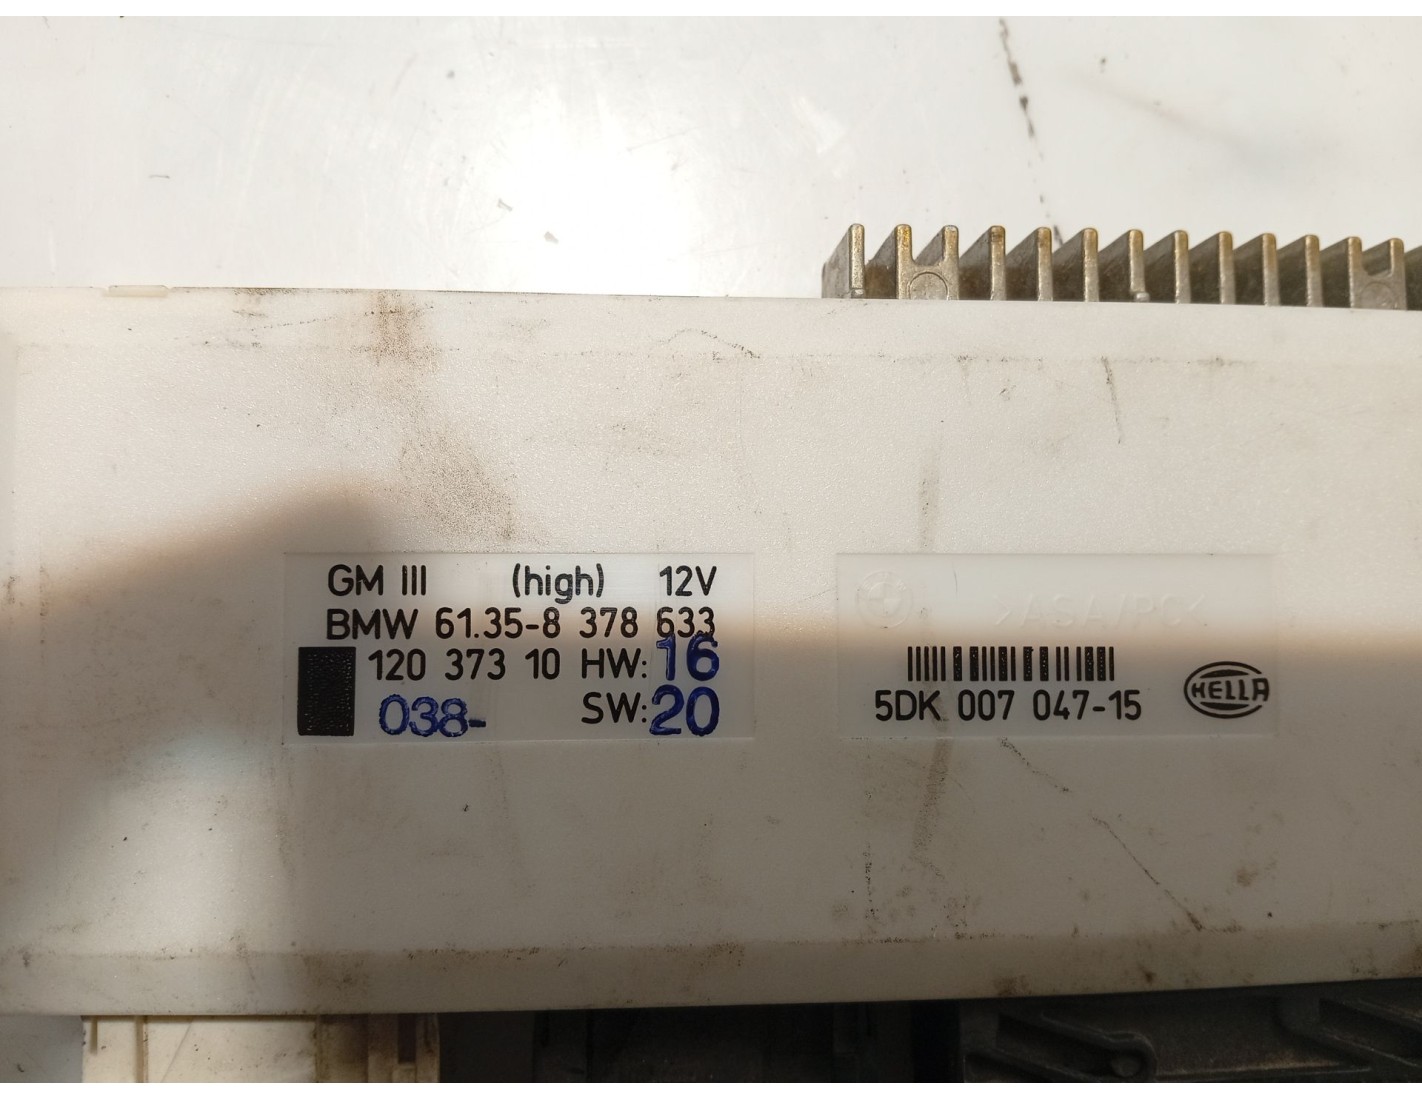 GM III (high) 12V
BMW 61.35-8 378 633
120 373 10 HW: 16
038- SW: 20
>ASA/PC<
5DK 007 047-15
HELLA